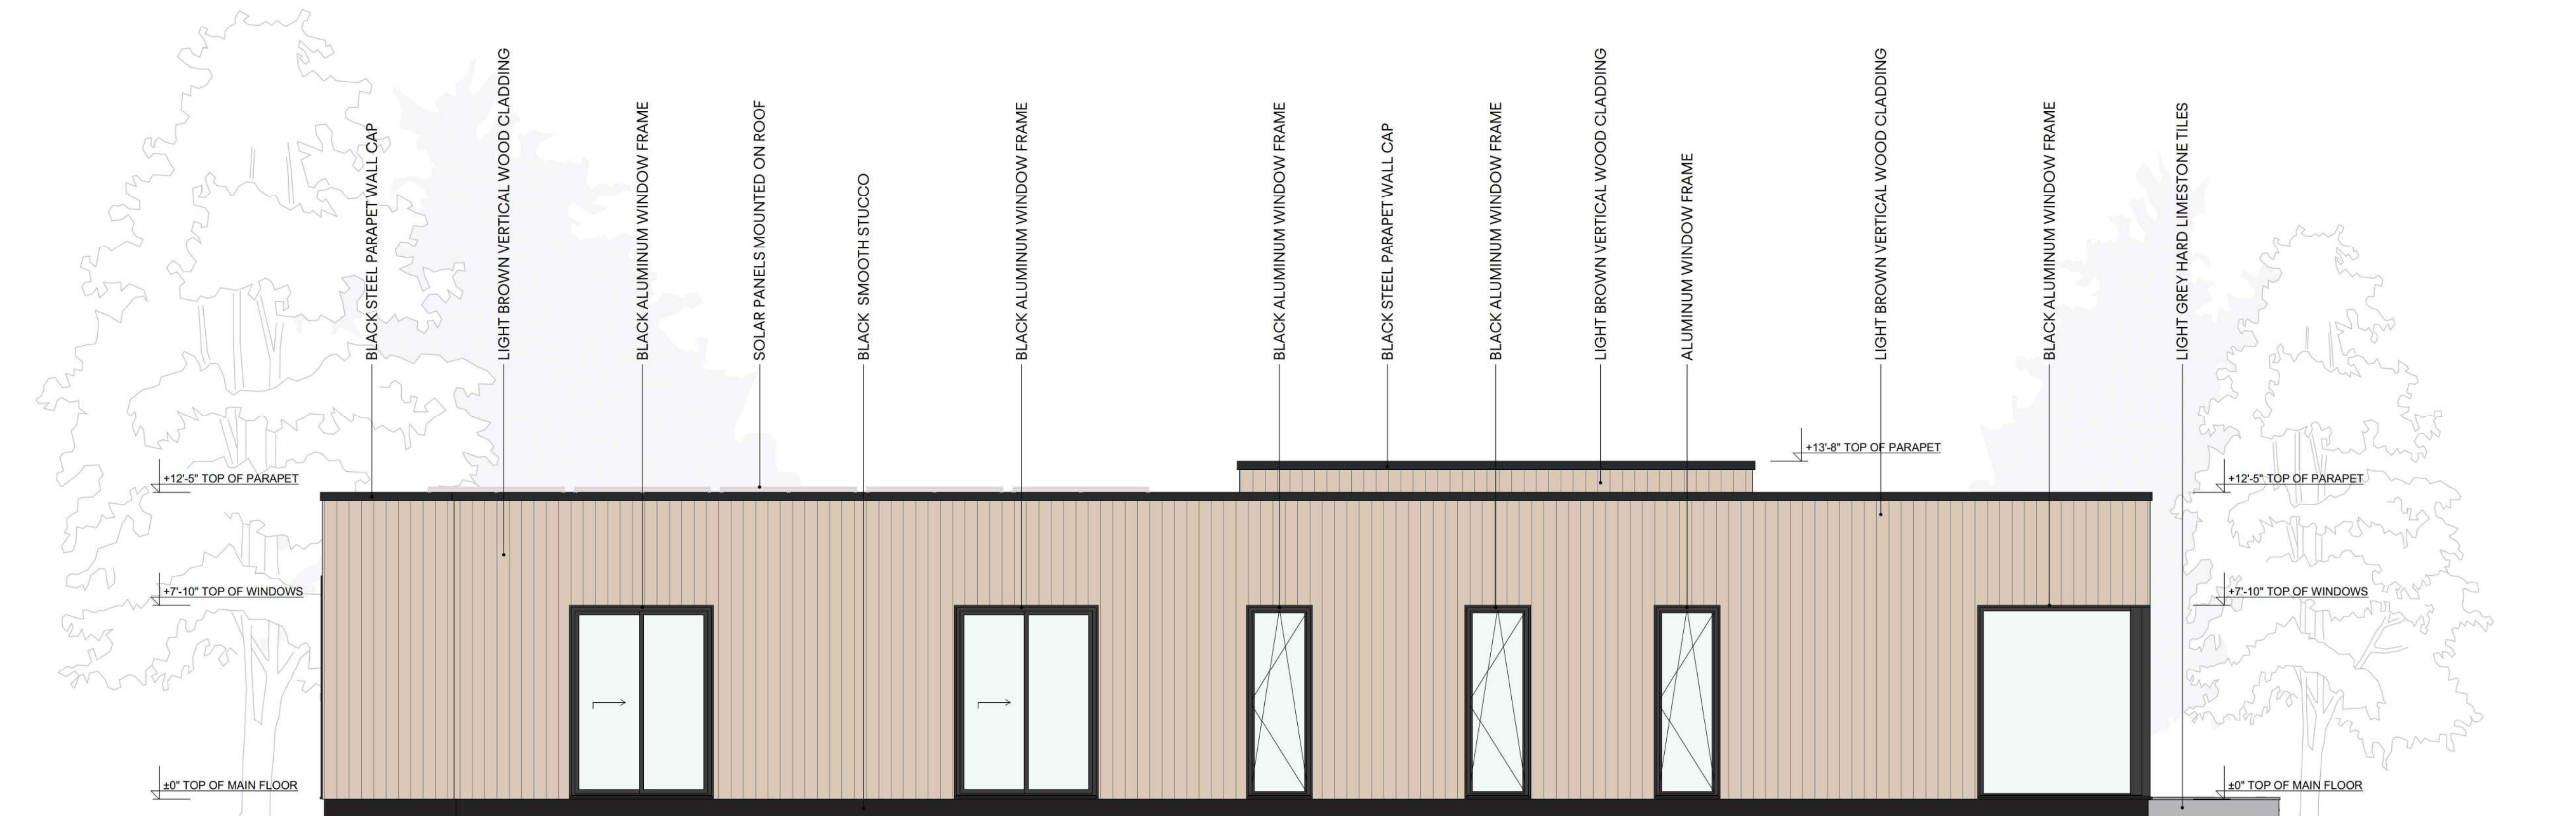 BLACK STEEL PARAPET WALL CAP
LIGHT BROWN VERTICAL WOOD CLADDING
BLACK ALUMINUM WINDOW FRAME
SOLAR PANELS MOUNTED ON ROOF
BLACK SMOOTH STUCCO
BLACK ALUMINUM WINDOW FRAME
BLACK ALUMINUM WINDOW FRAME
BLACK STEEL PARAPET WALL CAP
BLACK ALUMINUM WINDOW FRAME
LIGHT BROWN VERTICAL WOOD CLADDING
ALUMINUM WINDOW FRAME
LIGHT BROWN VERTICAL WOOD CLADDING
BLACK ALUMINUM WINDOW FRAME
LIGHT GREY HARD LIMESTONE TILES
+13'-8" TOP OF PARAPET
+12'-5" TOP OF PARAPET
+12'-5" TOP OF PARAPET
+7'-10" TOP OF WINDOWS
+7'-10" TOP OF WINDOWS
±0" TOP OF MAIN FLOOR
±0" TOP OF MAIN FLOOR